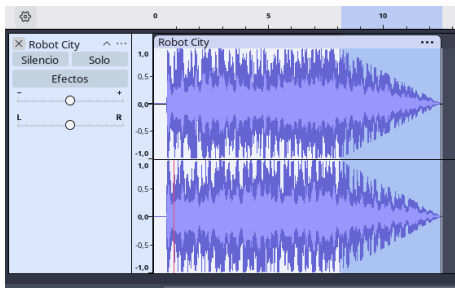 0 5 10
Robot City
Silencio Solo
Efectos
- +
L R
Robot City
1,0
0,5-
0,0-
-0,5-
-1,0
1,0
0,5-
0,0-
-0,5-
-1,0